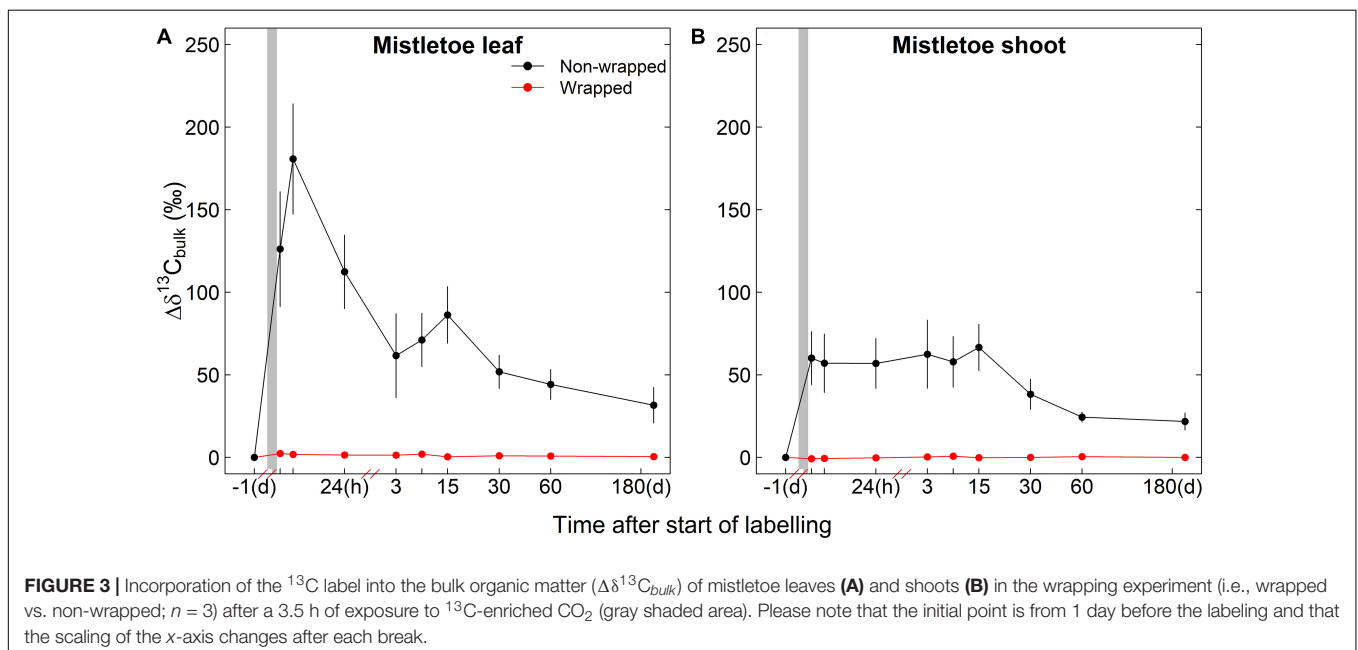 A
Mistletoe leaf
Non-wrapped
Wrapped
250
200
150
100
50
0
Δδ¹³C_bulk (‰)
-1(d)
24(h)
3
15
30
60
180(d)
B
Mistletoe shoot
250
200
150
100
50
0
-1(d)
24(h)
3
15
30
60
180(d)
Time after start of labelling
FIGURE 3 | Incorporation of the ¹³C label into the bulk organic matter (Δδ¹³C_bulk) of mistletoe leaves (A) and shoots (B) in the wrapping experiment (i.e., wrapped
vs. non-wrapped; n = 3) after a 3.5 h of exposure to ¹³C-enriched CO₂ (gray shaded area). Please note that the initial point is from 1 day before the labeling and that
the scaling of the x-axis changes after each break.